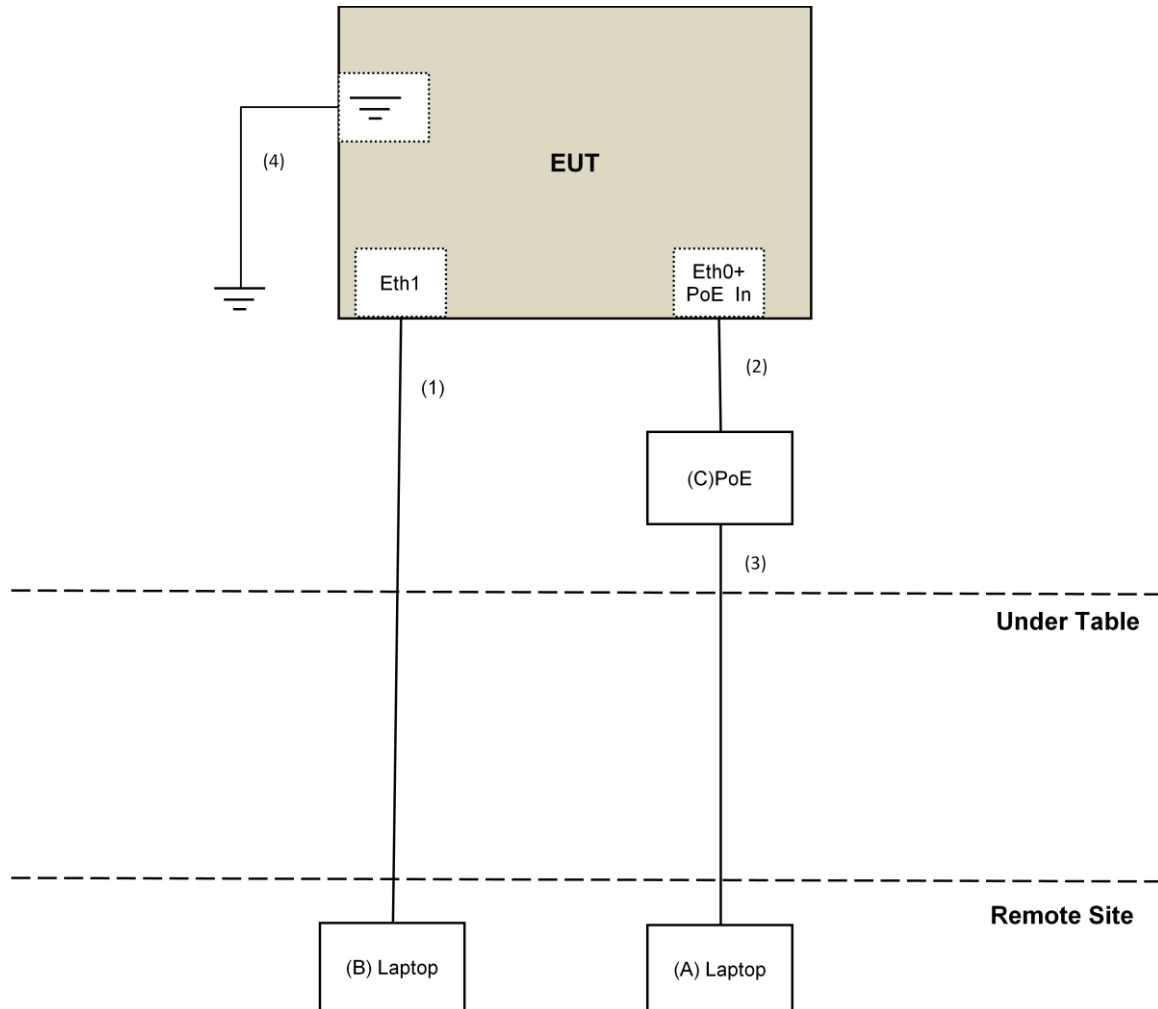 (4)
EUT
Eth1
Eth0+
PoE In
(1)
(2)
(C)PoE
(3)
Under Table
Remote Site
(B) Laptop
(A) Laptop